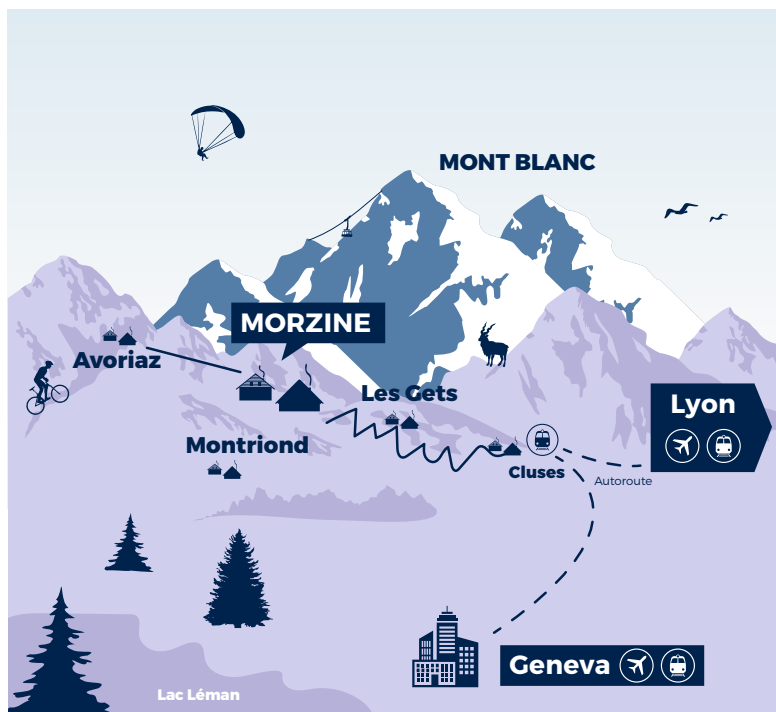 MONT BLANC
MORZINE
Avoriaz
Les Gets
Lyon
Montriond
Cluses
Autoroute
Geneva
Lac Léman